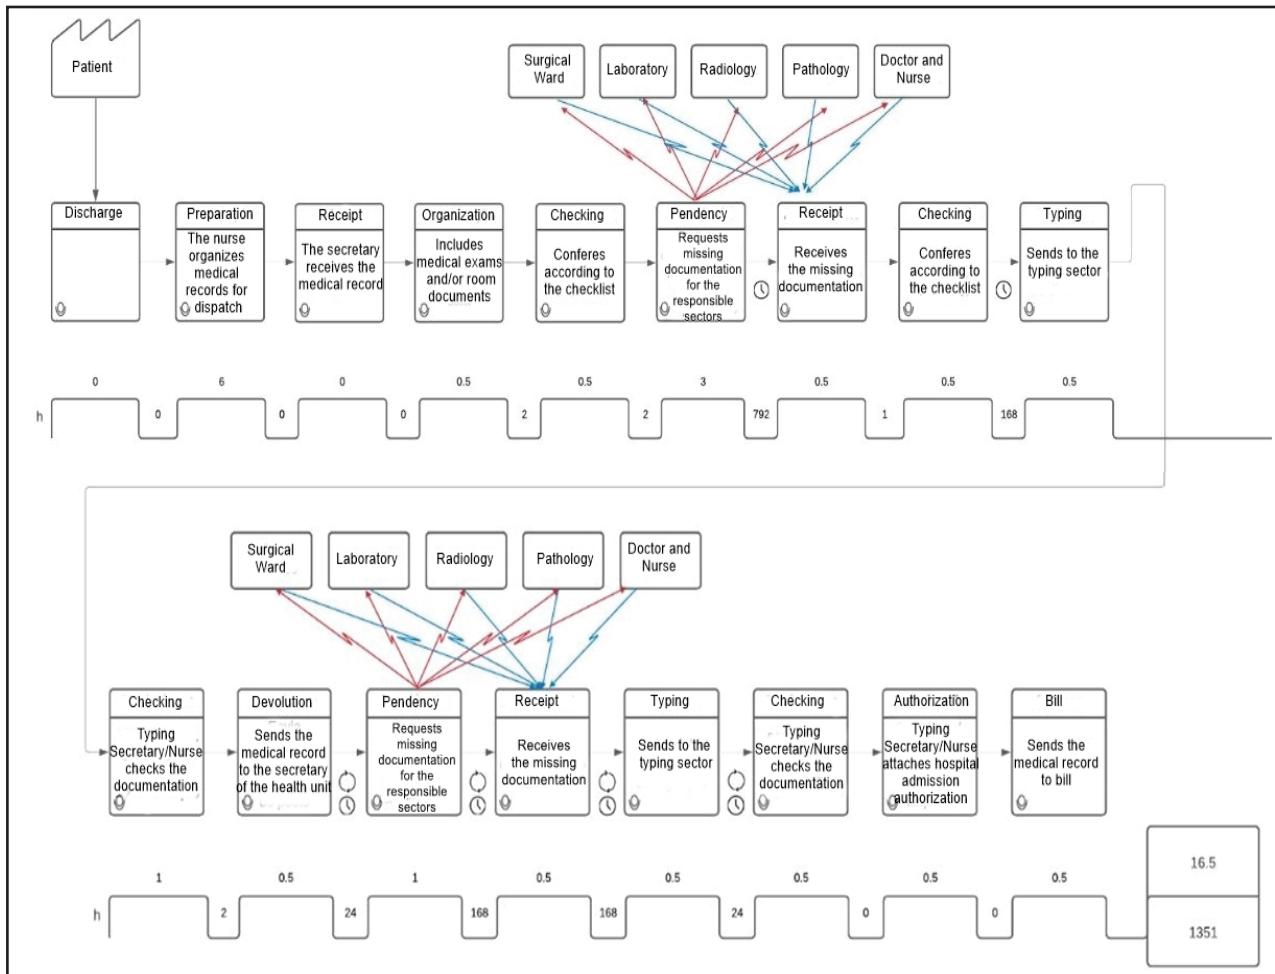 Patient
Surgical
Ward
Laboratory
Radiology
Pathology
Doctor and
Nurse
Discharge
Preparation
The nurse
organizes
medical
records for
dispatch
Receipt
The secretary
receives the
medical record
Organization
Includes
medical exams
and/or room
documents
Checking
Conferes
according to
the checklist
Pendency
Requests
missing
documentation
for the
responsible
sectors
Receipt
Receives
the missing
documentation
Checking
Conferes
according to
the checklist
Typing
Sends to the
typing sector
0 6 0 0.5 0.5 3 0.5 0.5 0.5
h 0 0 0 2 2 792 1 168
Surgical
Ward
Laboratory
Radiology
Pathology
Doctor and
Nurse
Checking
Typing
Secretary/Nurse
checks the
documentation
Devolution
Sends the
medical record
to the secretary
of the health unit
Pendency
Requests
missing
documentation
for the
responsible
sectors
Receipt
Receives
the missing
documentation
Typing
Sends to the
typing sector
Checking
Typing
Secretary/Nurse
checks the
documentation
Authorization
Typing
Secretary/Nurse
attaches hospital
admission
authorization
Bill
Sends the
medical record
to bill
1 0.5 1 0.5 0.5 0.5 0.5 0.5
h 2 24 168 168 24 0 0
16.5
1351